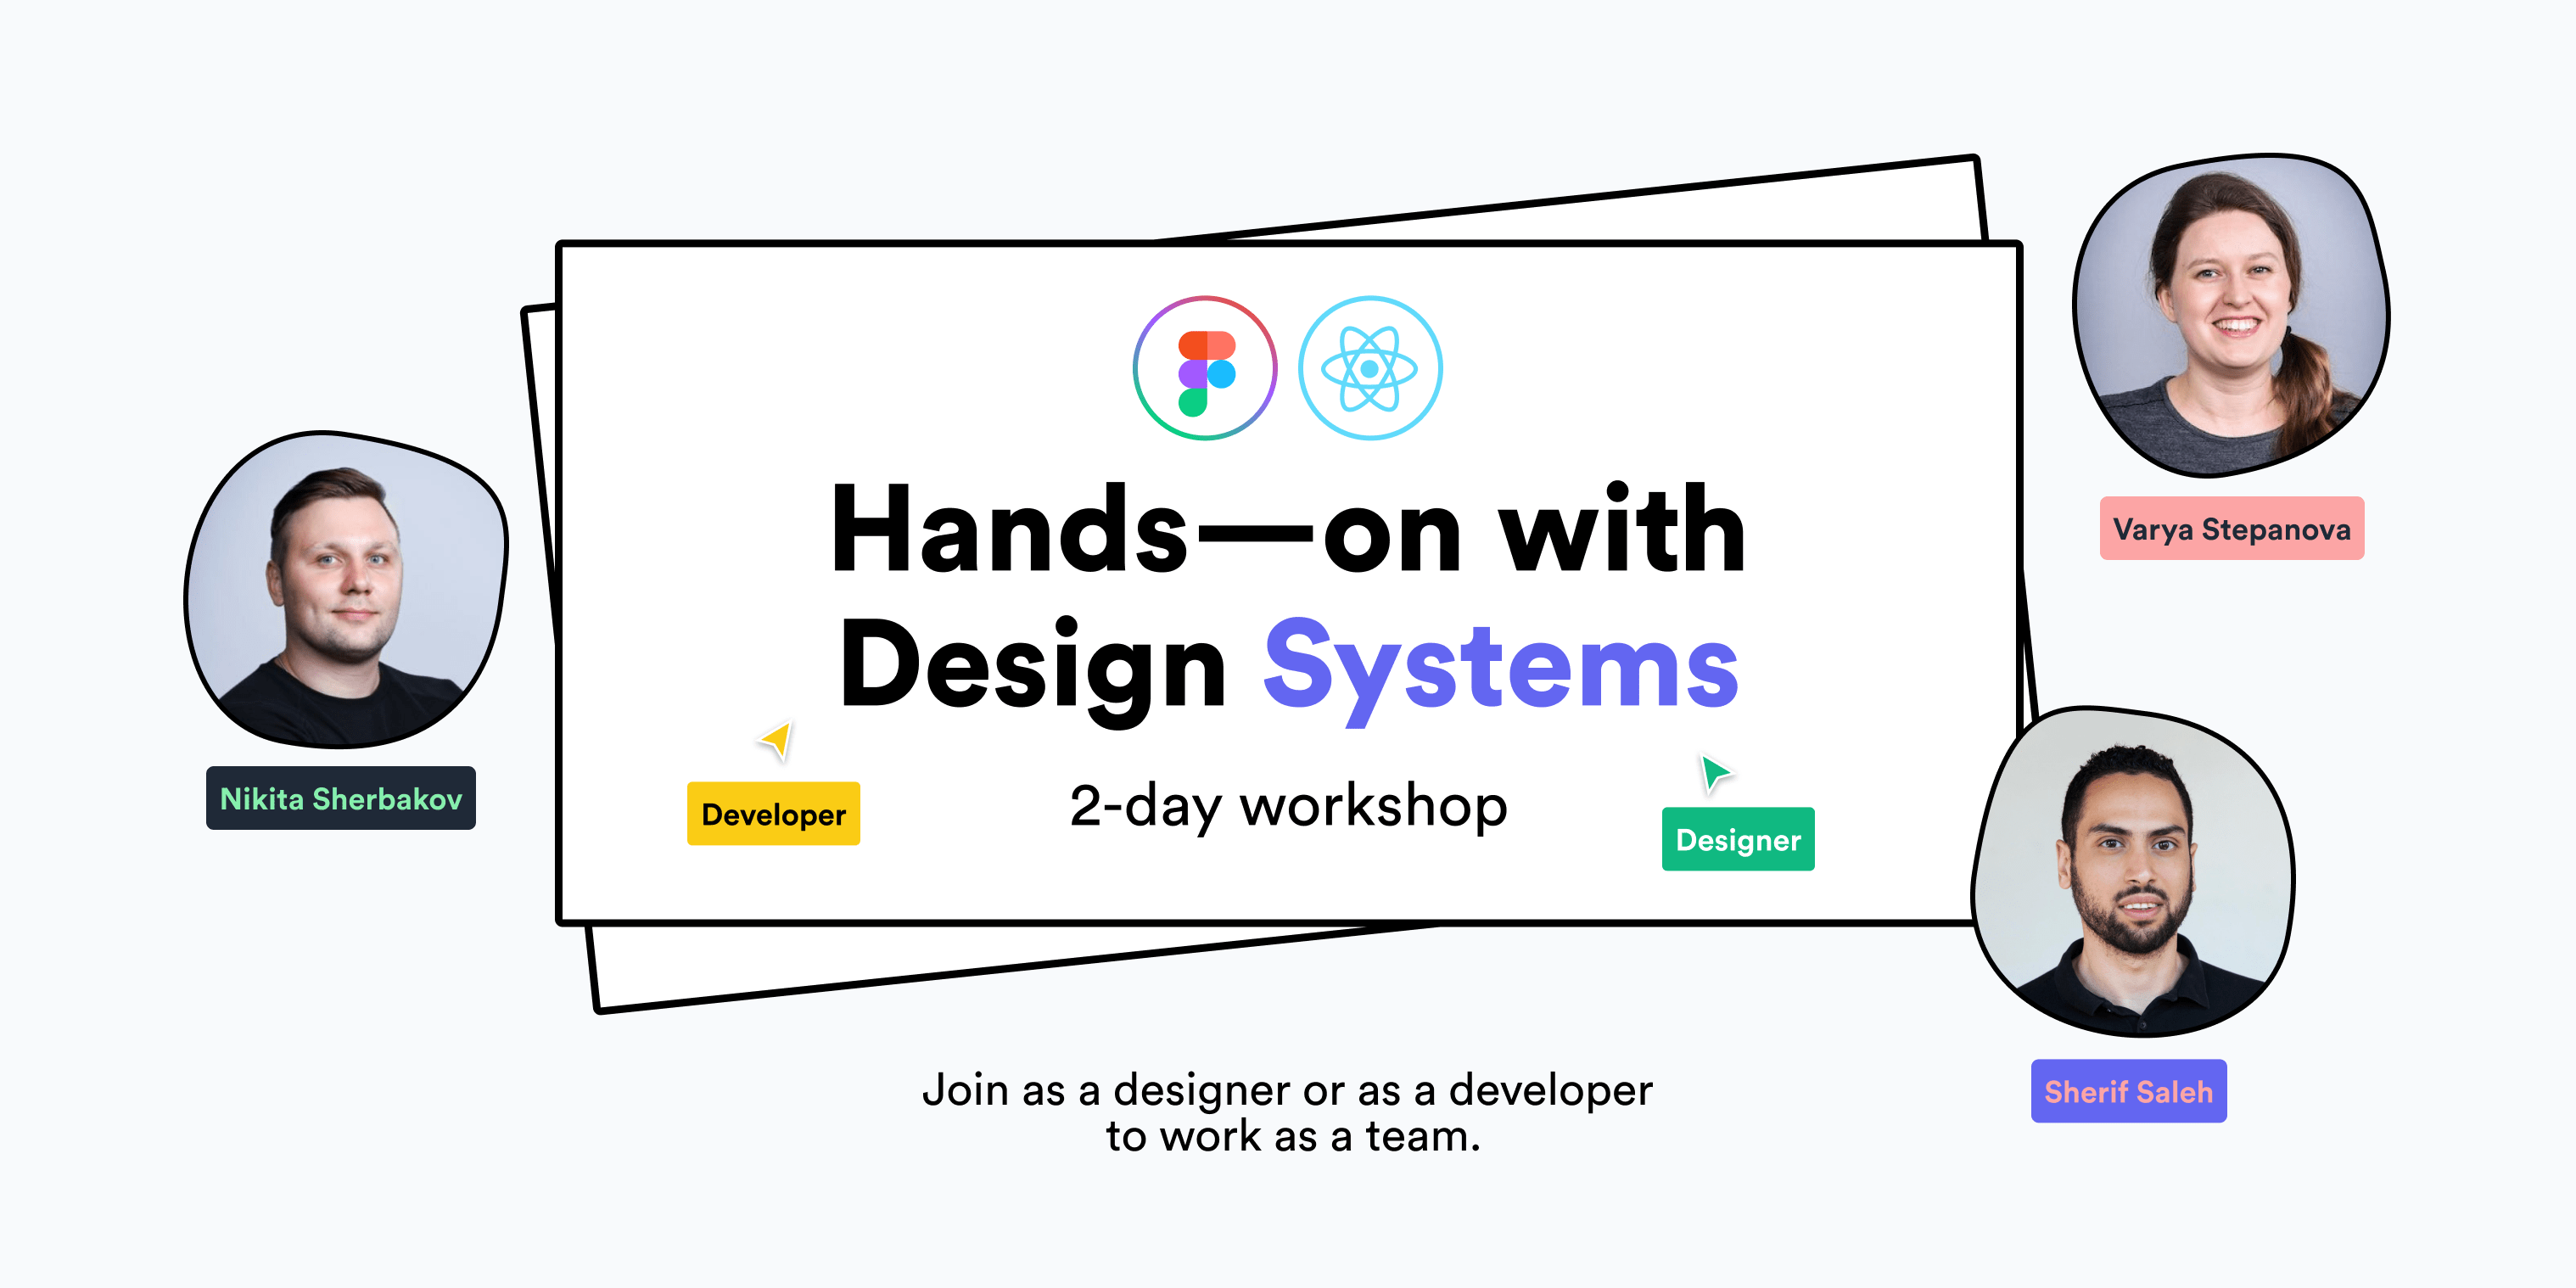 Hands—on with
Design Systems
2-day workshop
Developer
Designer
Nikita Sherbakov
Varya Stepanova
Sherif Saleh
Join as a designer or as a developer
to work as a team.